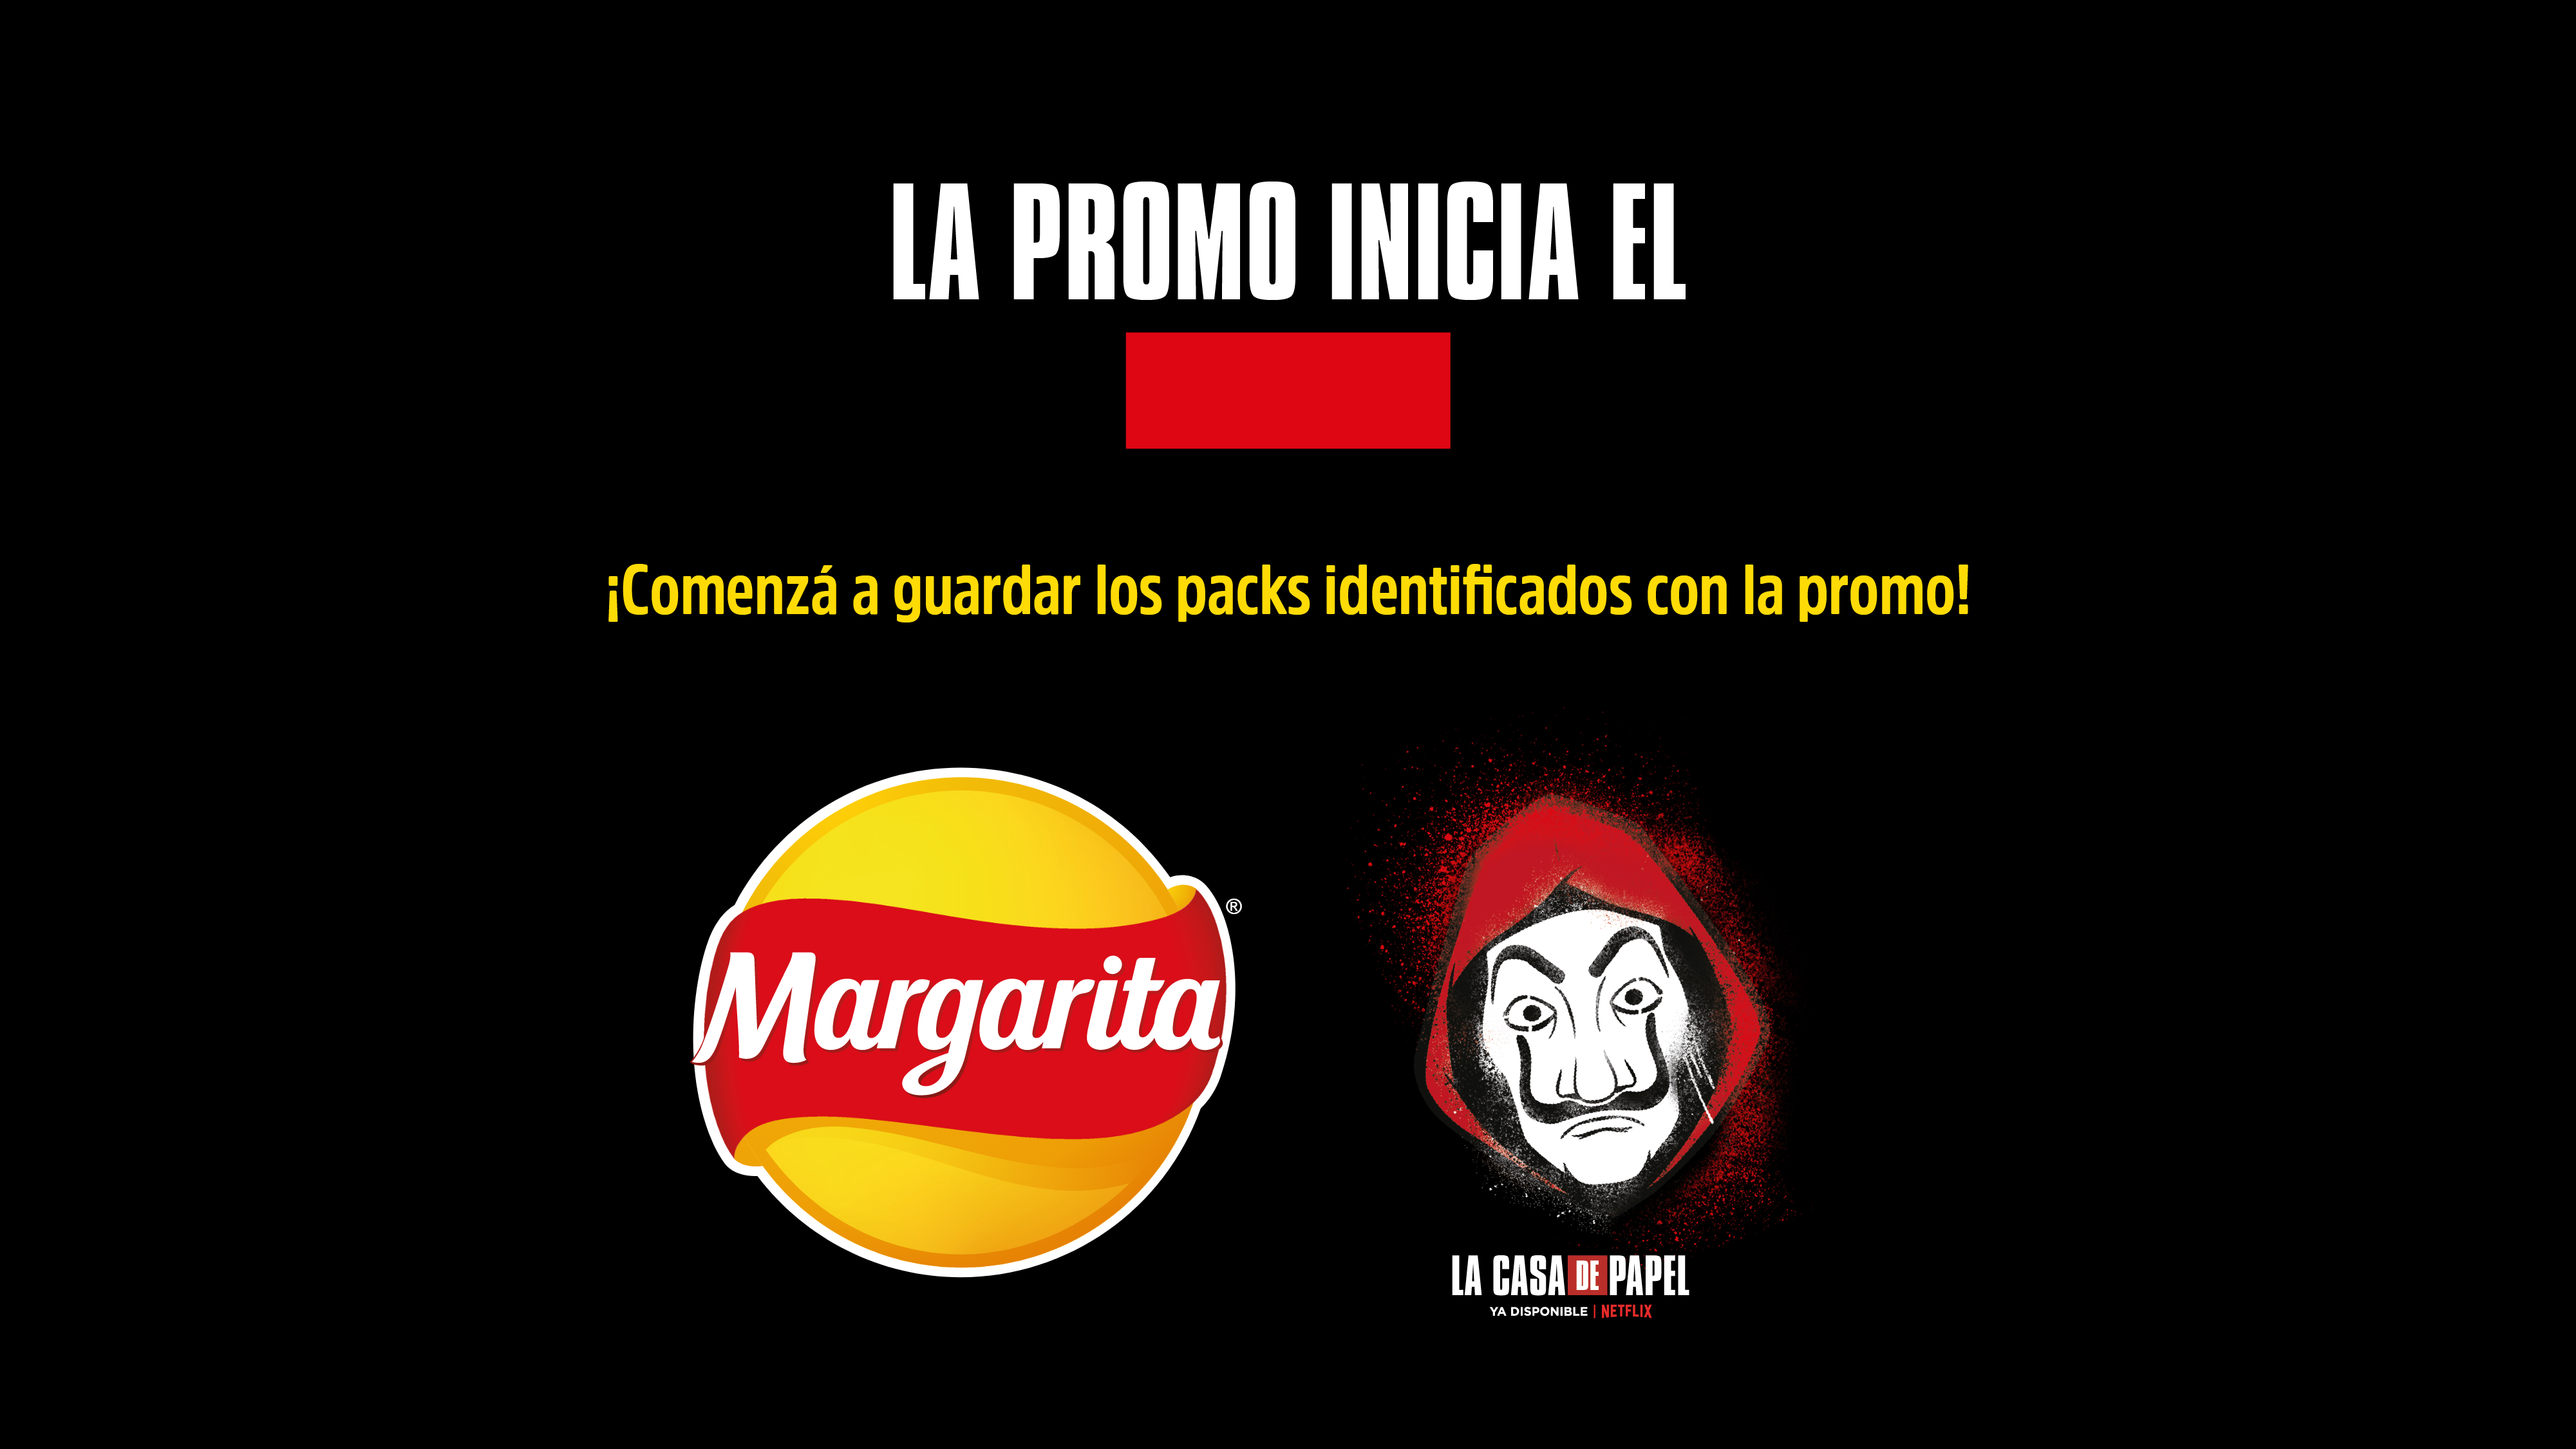 LA PROMO INICIA EL
¡Comenzá a guardar los packs identificados con la promo!
Margarita®
LA CASA DE PAPEL
YA DISPONIBLE | NETFLIX